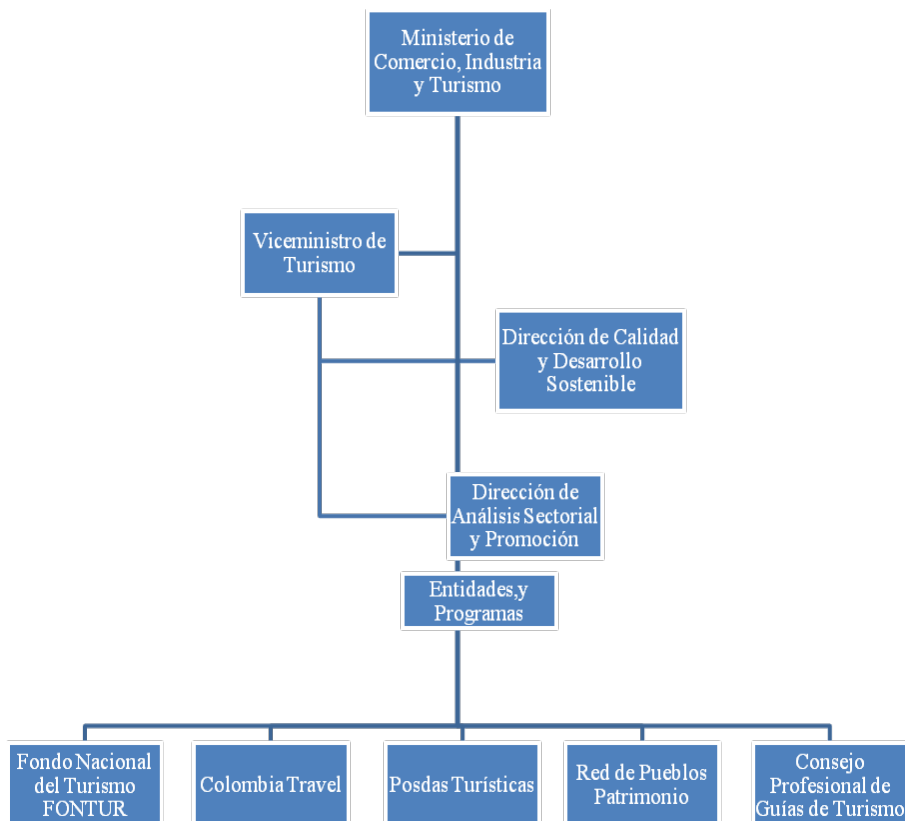 Ministerio de
Comercio, Industria
y Turismo
Viceministro de
Turismo
Dirección de Calidad
y Desarrollo
Sostenible
Dirección de
Análisis Sectorial
y Promoción
Entidades,y
Programas
Fondo Nacional
del Turismo
FONTUR
Colombia Travel
Posdas Turísticas
Red de Pueblos
Patrimonio
Consejo
Profesional de
Guías de Turismo